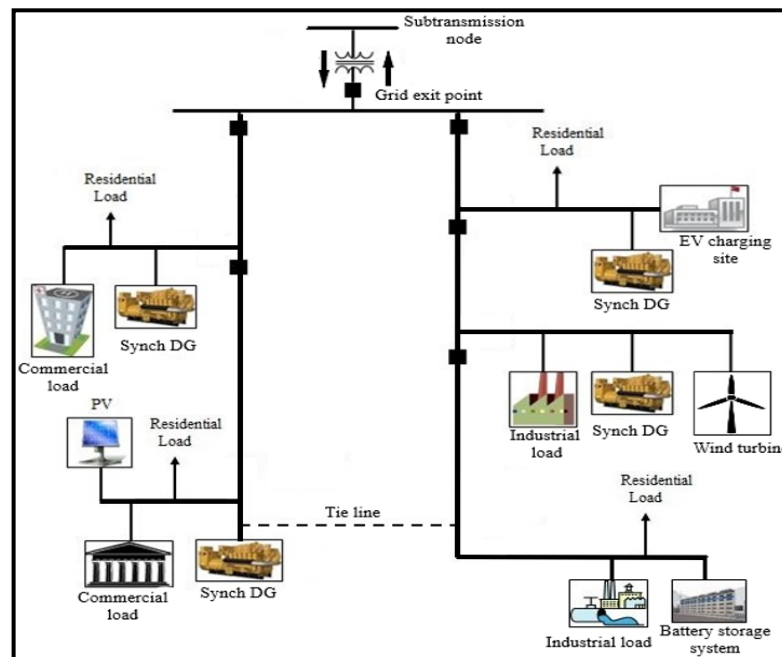 Subtransmission
node
Grid exit point
Residential
Load
Residential
Load
EV charging
site
Synch DG
Commercial
load
Synch DG
PV
Residential
Load
Industrial
load
Synch DG
Wind turbine
Tie line
Residential
Load
Commercial
load
Synch DG
Industrial load
Battery storage
system